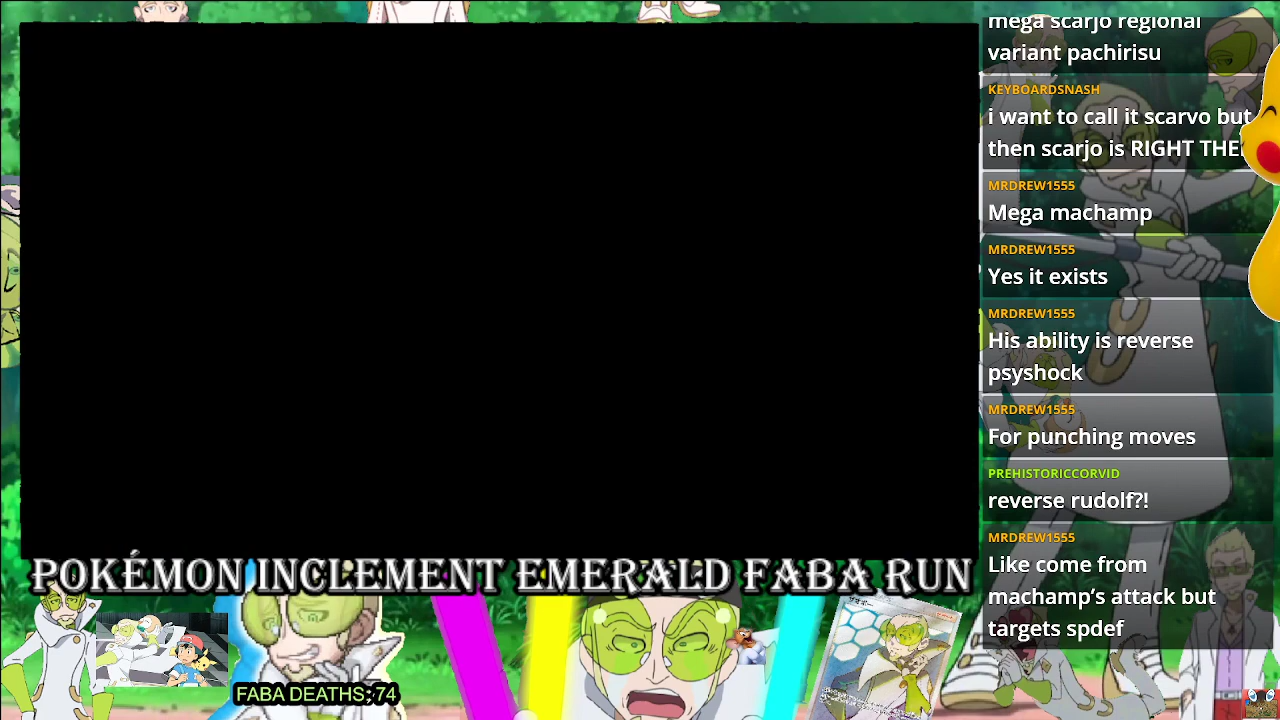 mega scarjo regional
variant pachirisu
KEYBOARDSNASH
i want to call it scarvo but
then scarjo is RIGHT THE
MRDREW1555
Mega machamp
MRDREW1555
Yes it exists
MRDREW1555
His ability is reverse
psyshock
MRDREW1555
For punching moves
PREHISTORICCORVID
reverse rudolf?!
MRDREW1555
Like come from
machamp’s attack but
targets spdef
POKÉMON INCLEMENT EMERALD FABA RUN
FABA DEATHS; 74